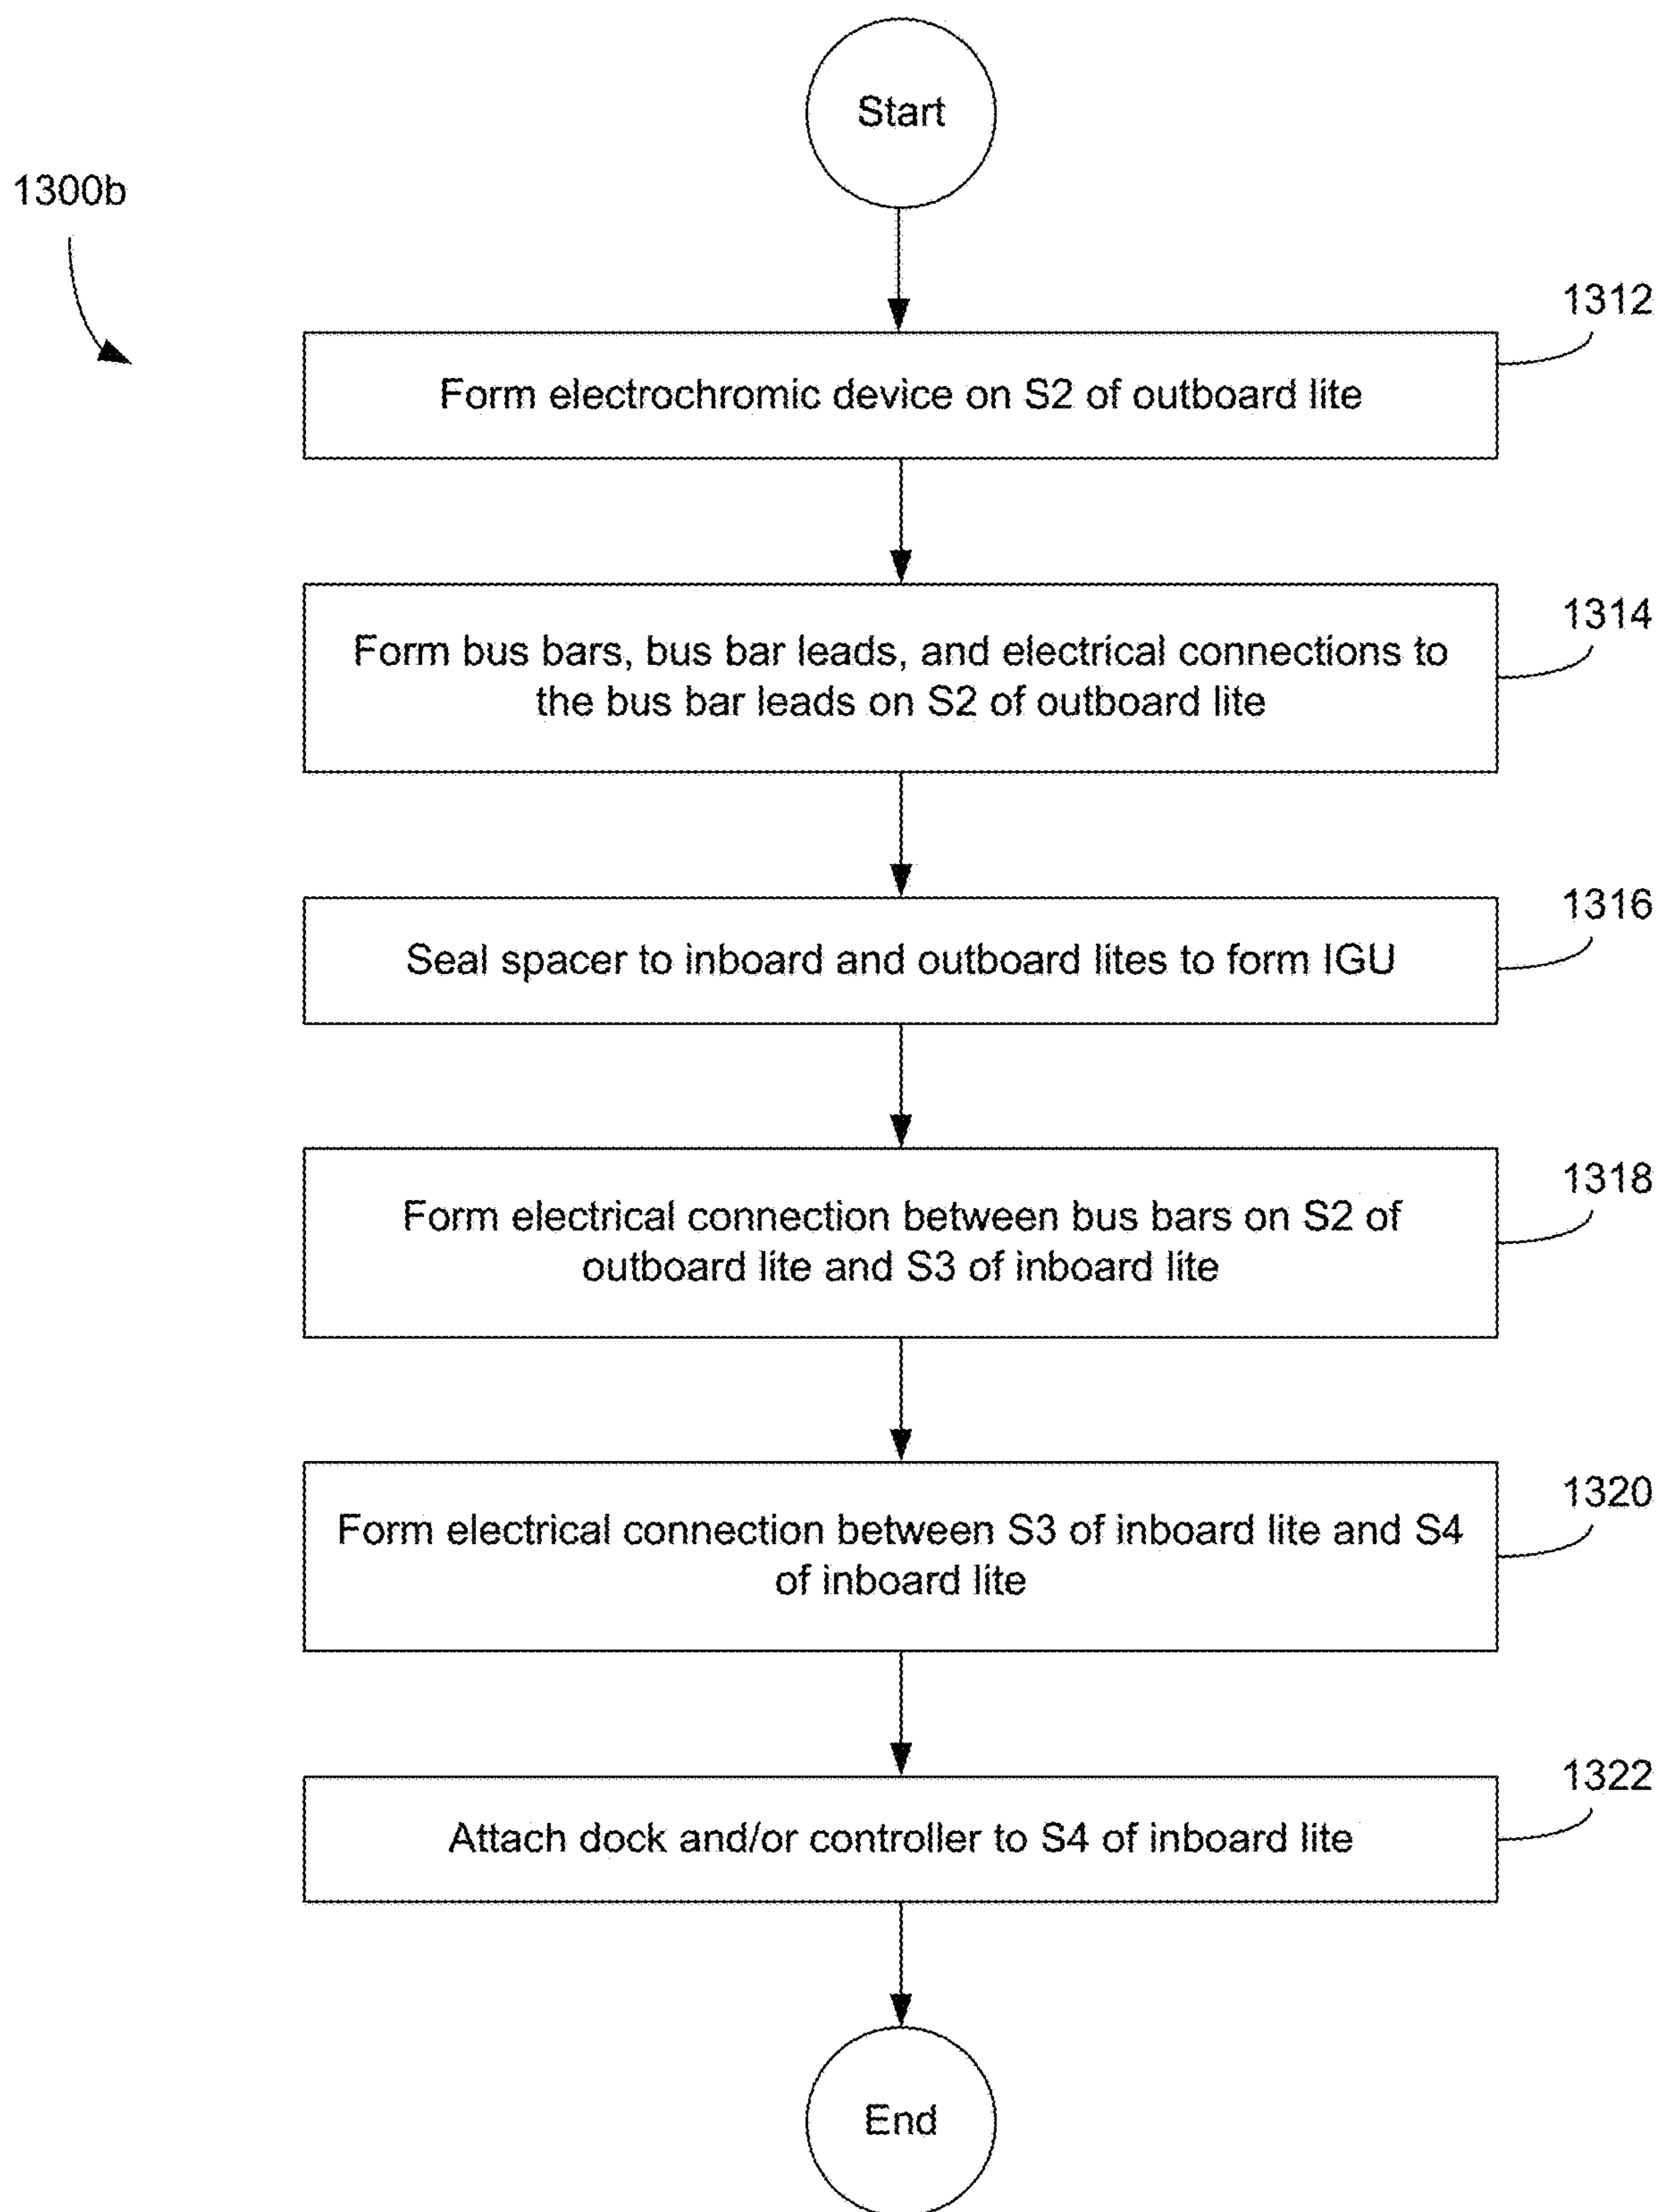 Start
1300b
1312
Form electrochromic device on S2 of outboard lite
1314
Form bus bars, bus bar leads, and electrical connections to
the bus bar leads on S2 of outboard lite
1316
Seal spacer to inboard and outboard lites to form IGU
1318
Form electrical connection between bus bars on S2 of
outboard lite and S3 of inboard lite
1320
Form electrical connection between S3 of inboard lite and S4
of inboard lite
1322
Attach dock and/or controller to S4 of inboard lite
End